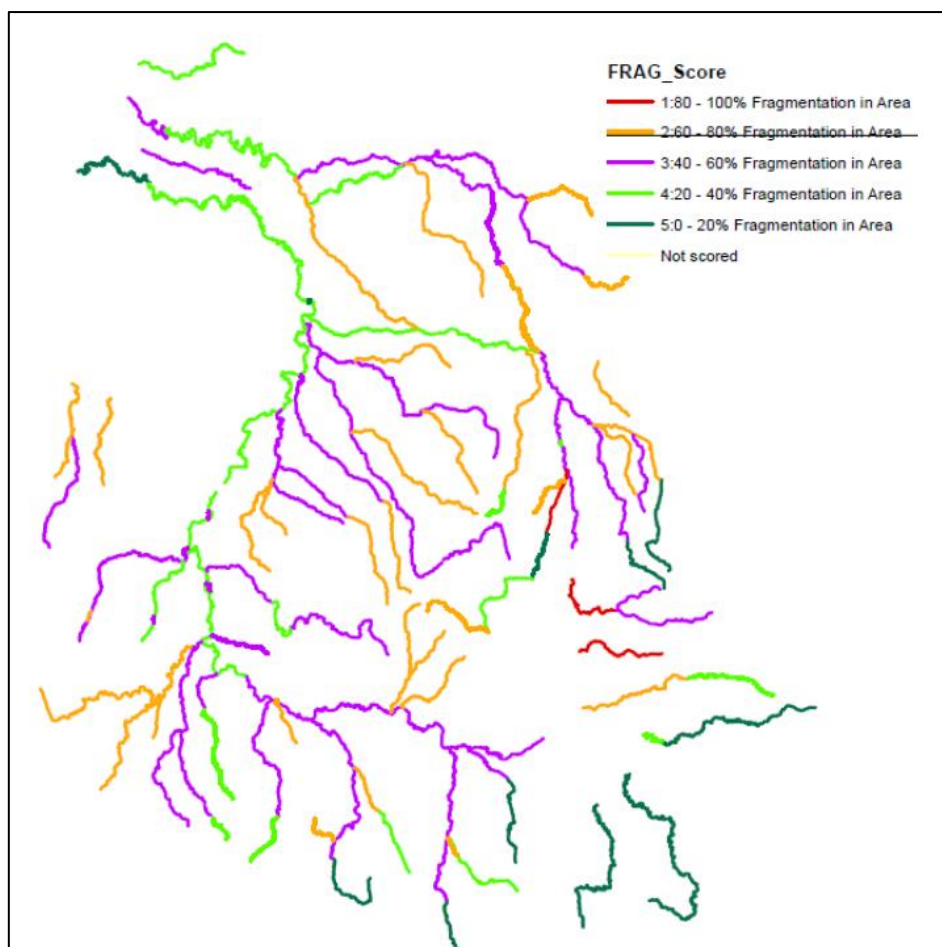 FRAG_Score
1:80 - 100% Fragmentation in Area
2:60 - 80% Fragmentation in Area
3:40 - 60% Fragmentation in Area
4:20 - 40% Fragmentation in Area
5:0 - 20% Fragmentation in Area
Not scored